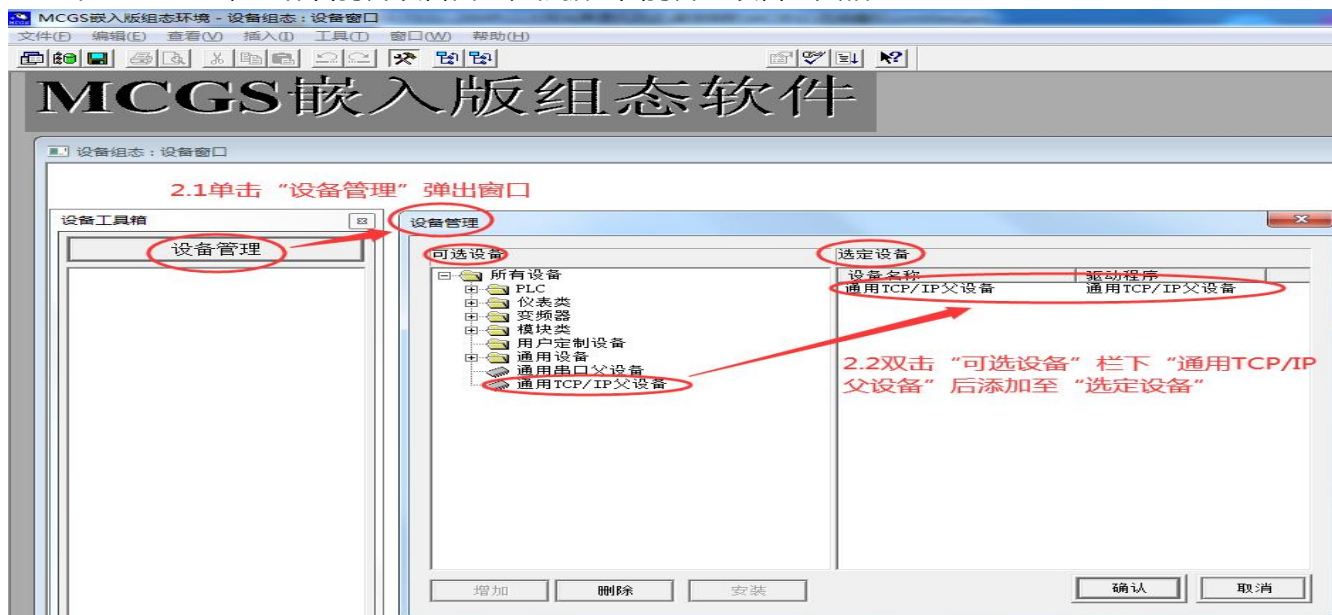 MCGS嵌入版组态环境 - 设备组态 : 设备窗口
文件(F) 编辑(E) 查看(V) 插入(I) 工具(T) 窗口(W) 帮助(H)
MCGS嵌入版组态软件
设备组态 : 设备窗口
2.1单击“设备管理”弹出窗口
设备工具箱
设备管理
设备管理
可选设备
选定设备
所有设备
PLC
仪表类
变频器
模块类
用户定制设备
通用设备
通用串口父设备
通用TCP/IP父设备
设备名称 驱动程序
通用TCP/IP父设备 通用TCP/IP父设备
2.2双击“可选设备”栏下“通用TCP/IP
父设备”后添加至“选定设备”
增加 删除 安装 确认 取消